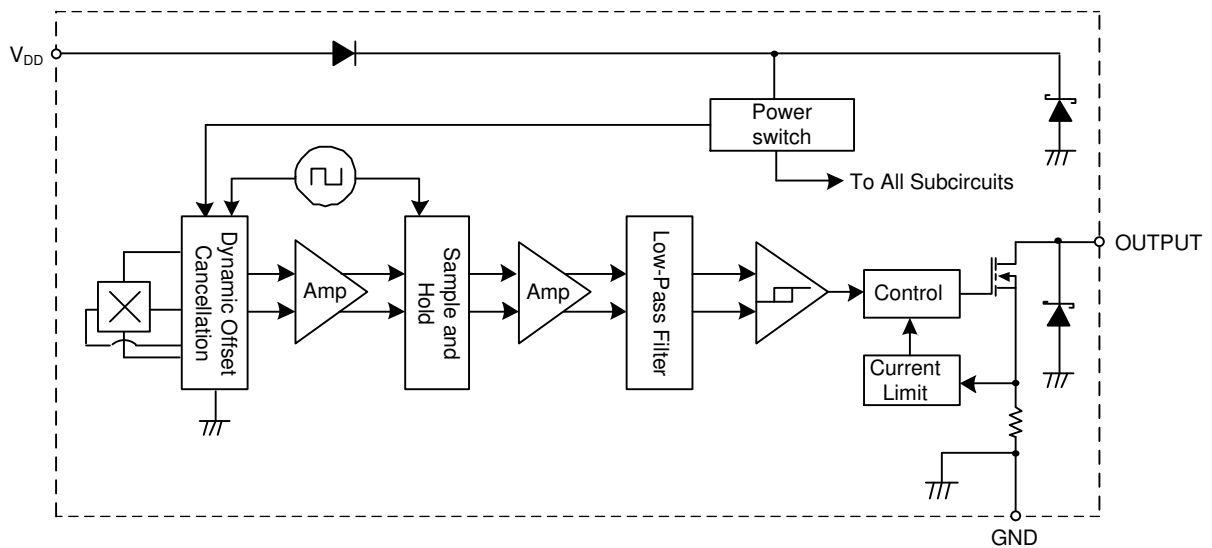 VDD
Power
switch
To All Subcircuits
Dynamic Offset
Cancellation
Amp
Sample and
Hold
Amp
Low-Pass Filter
Control
OUTPUT
Current
Limit
GND